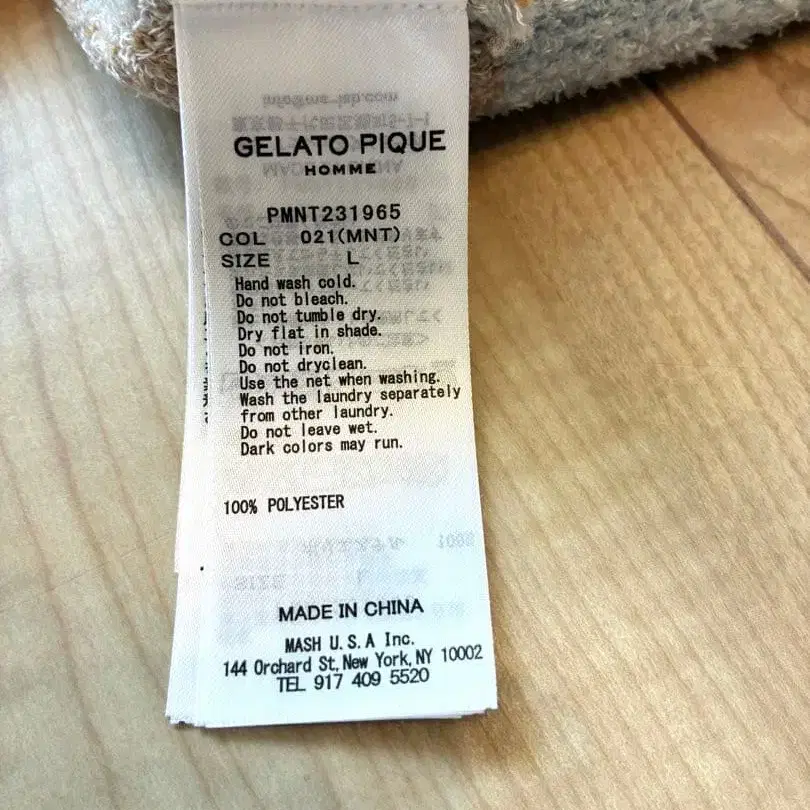 GELATO PIQUE
HOMME
PMNT231965
COL 021(MNT)
SIZE L
Hand wash cold.
Do not bleach.
Do not tumble dry.
Dry flat in shade.
Do not iron.
Do not dryclean.
Use the net when washing.
Wash the laundry separately
from other laundry.
Do not leave wet.
Dark colors may run.
100% POLYESTER
MADE IN CHINA
MASH U.S.A Inc.
144 Orchard St, New York, NY 10002
TEL 917 409 5520